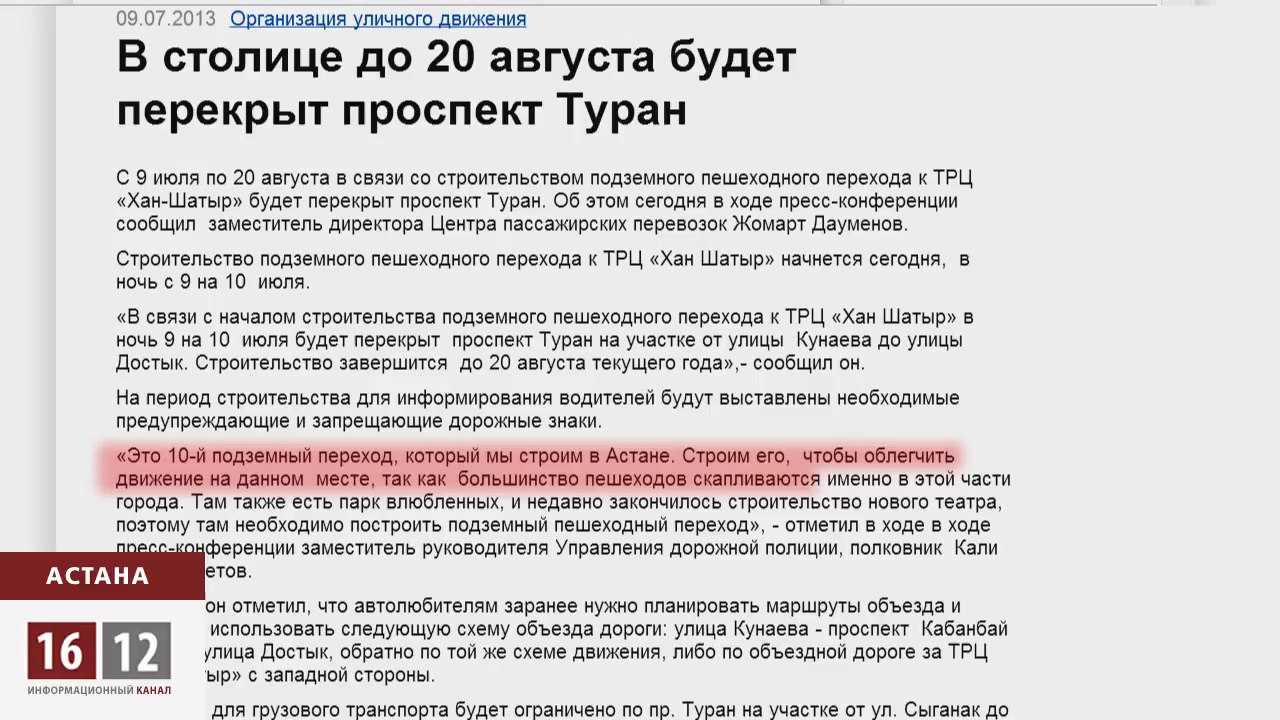 09.07.2013 Организация уличного движения
В столице до 20 августа будет
перекрыт проспект Туран
С 9 июля по 20 августа в связи со строительством подземного пешеходного перехода к ТРЦ
«Хан-Шатыр» будет перекрыт проспект Туран. Об этом сегодня в ходе пресс-конференции
сообщил заместитель директора Центра пассажирских перевозок Жомарт Дауменов.
Строительство подземного пешеходного перехода к ТРЦ «Хан Шатыр» начнется сегодня, в
ночь с 9 на 10 июля.
«В связи с началом строительства подземного пешеходного перехода к ТРЦ «Хан Шатыр» в
ночь 9 на 10 июля будет перекрыт проспект Туран на участке от улицы Кунаева до улицы
Достык. Строительство завершится до 20 августа текущего года»,- сообщил он.
На период строительства для информирования водителей будут выставлены необходимые
предупреждающие и запрещающие дорожные знаки.
«Это 10-й подземный переход, который мы строим в Астане. Строим его, чтобы облегчить
движение на данном месте, так как большинство пешеходов скапливаются именно в этой части
города. Там также есть парк влюбленных, и недавно закончилось строительство нового театра,
поэтому там необходимо построить подземный пешеходный переход», - отметил в ходе в ходе
пресс-конференции заместитель руководителя Управления дорожной полиции, полковник Кали
етов.
он отметил, что автолюбителям заранее нужно планировать маршруты объезда и
использовать следующую схему объезда дороги: улица Кунаева - проспект Кабанбай
улица Достык, обратно по той же схеме движения, либо по объездной дороге за ТРЦ
тыр» с западной стороны.
для грузового транспорта будет ограничено по пр. Туран на участке от ул. Сыганак до
АСТАНА
16 12
ИНФОРМАЦИОННЫЙ КАНАЛ